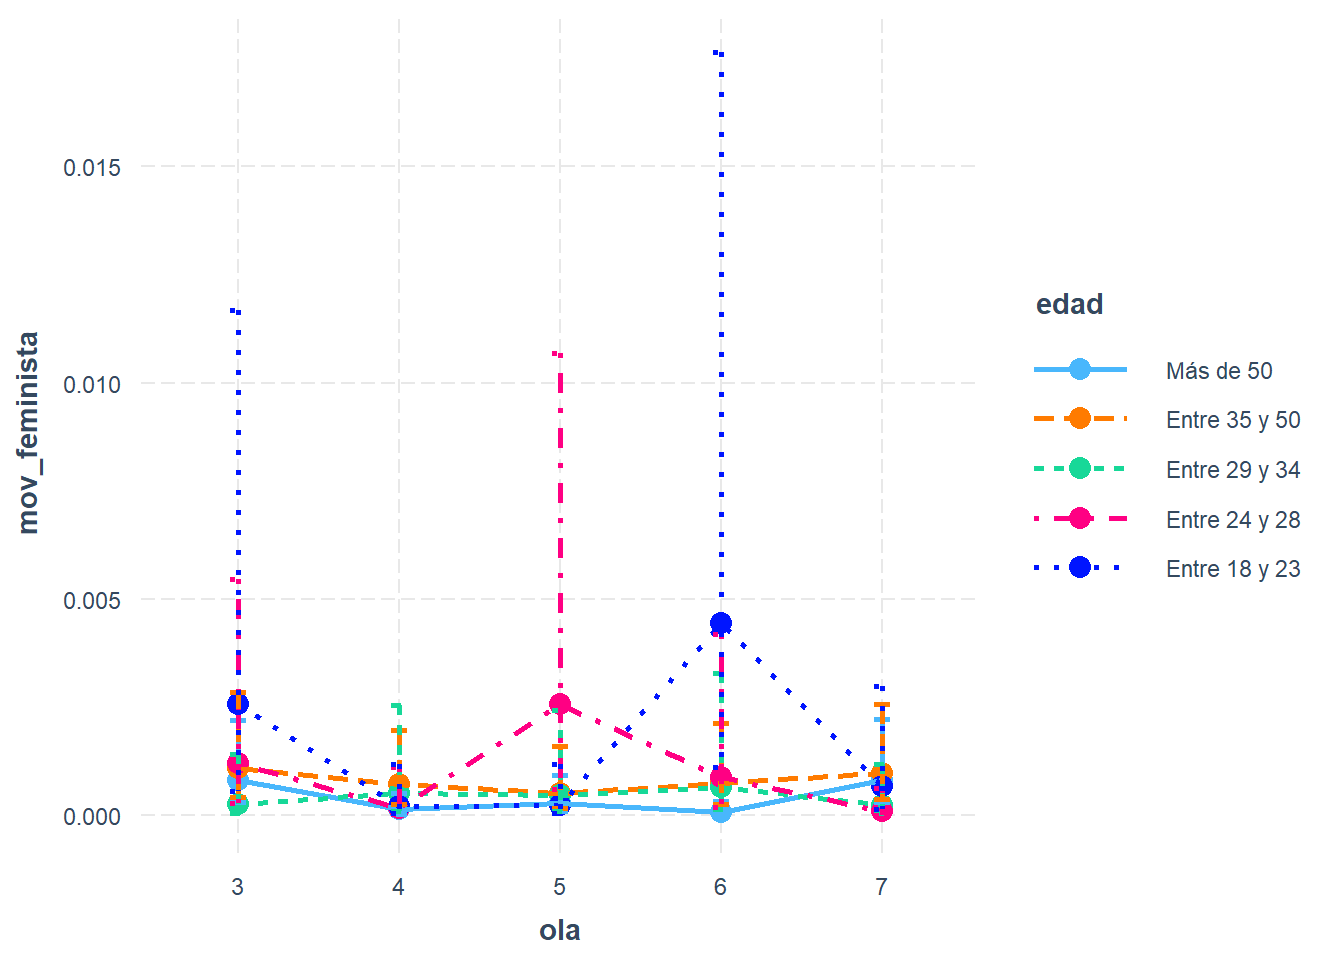 mov_feminista
0.015
0.010
0.005
0.000
3 4 5 6 7
ola
edad
Más de 50
Entre 35 y 50
Entre 29 y 34
Entre 24 y 28
Entre 18 y 23